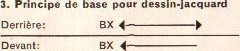 3. Principe de base pour dessin-jacquard
Derrière: BX
Devant: BX